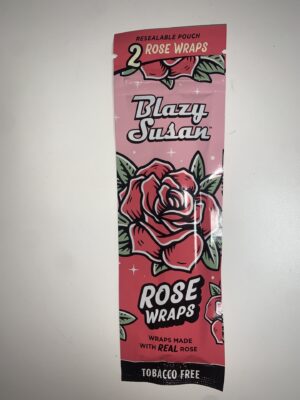 RESEALABLE POUCH
2 ROSE WRAPS
Blazy
Susan
ROSE
WRAPS
WRAPS MADE
WITH REAL ROSE
TOBACCO FREE